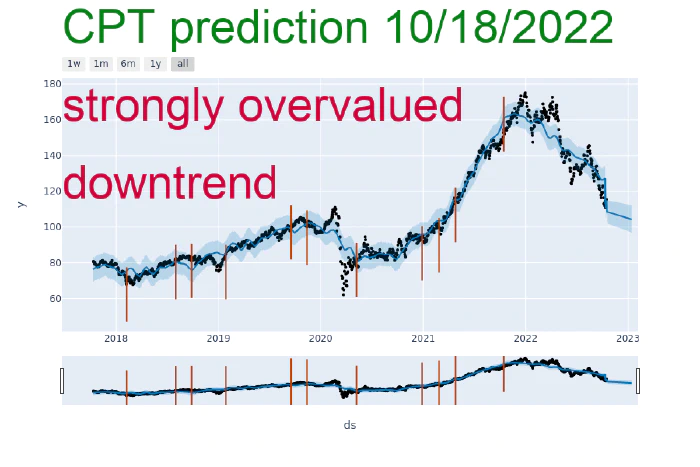 CPT prediction 10/18/2022
1w 1m 6m 1y all
180
strongly overvalued
160
140
downtrend
120
y
100
80
60
2018 2019 2020 2021 2022 2023
ds